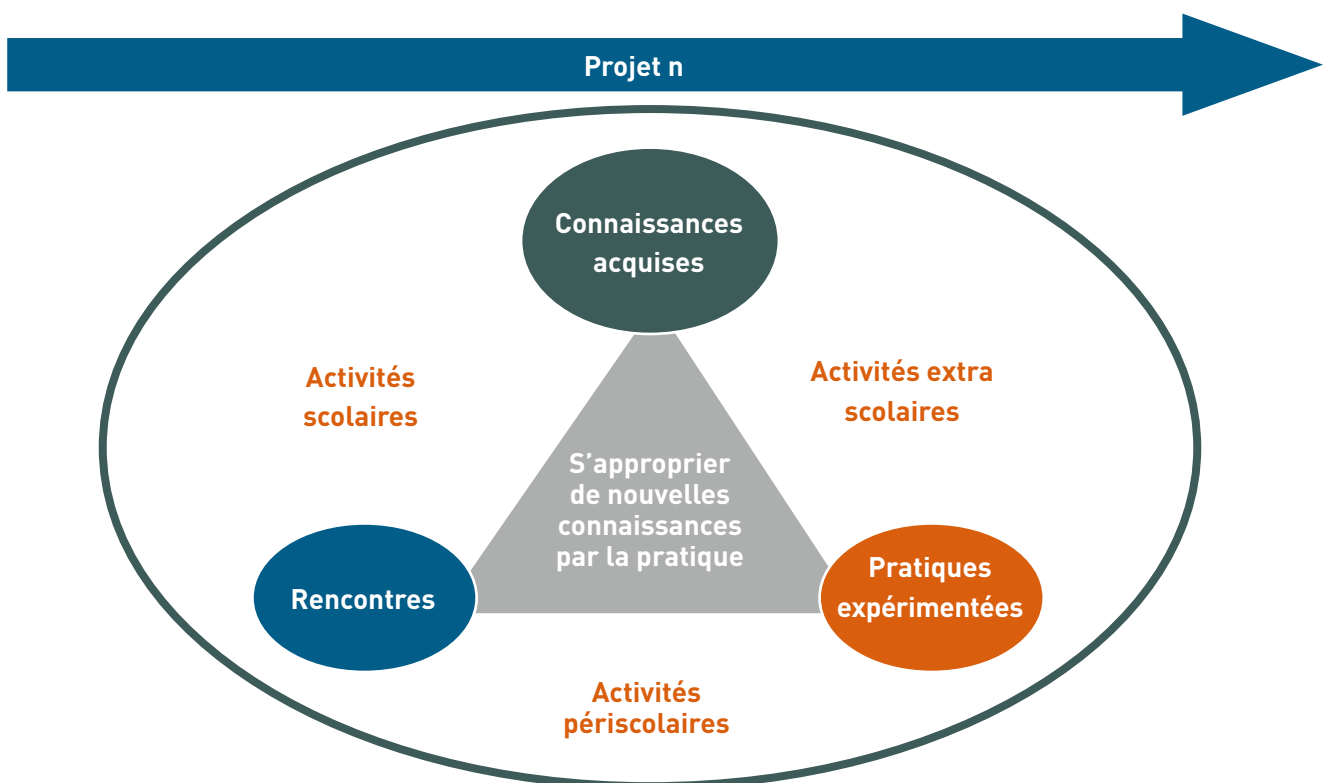 Projet n
Connaissances
acquises
Activités
scolaires
Activités extra
scolaires
S’approprier
de nouvelles
connaissances
par la pratique
Rencontres
Pratiques
expérimentées
Activités
périscolaires